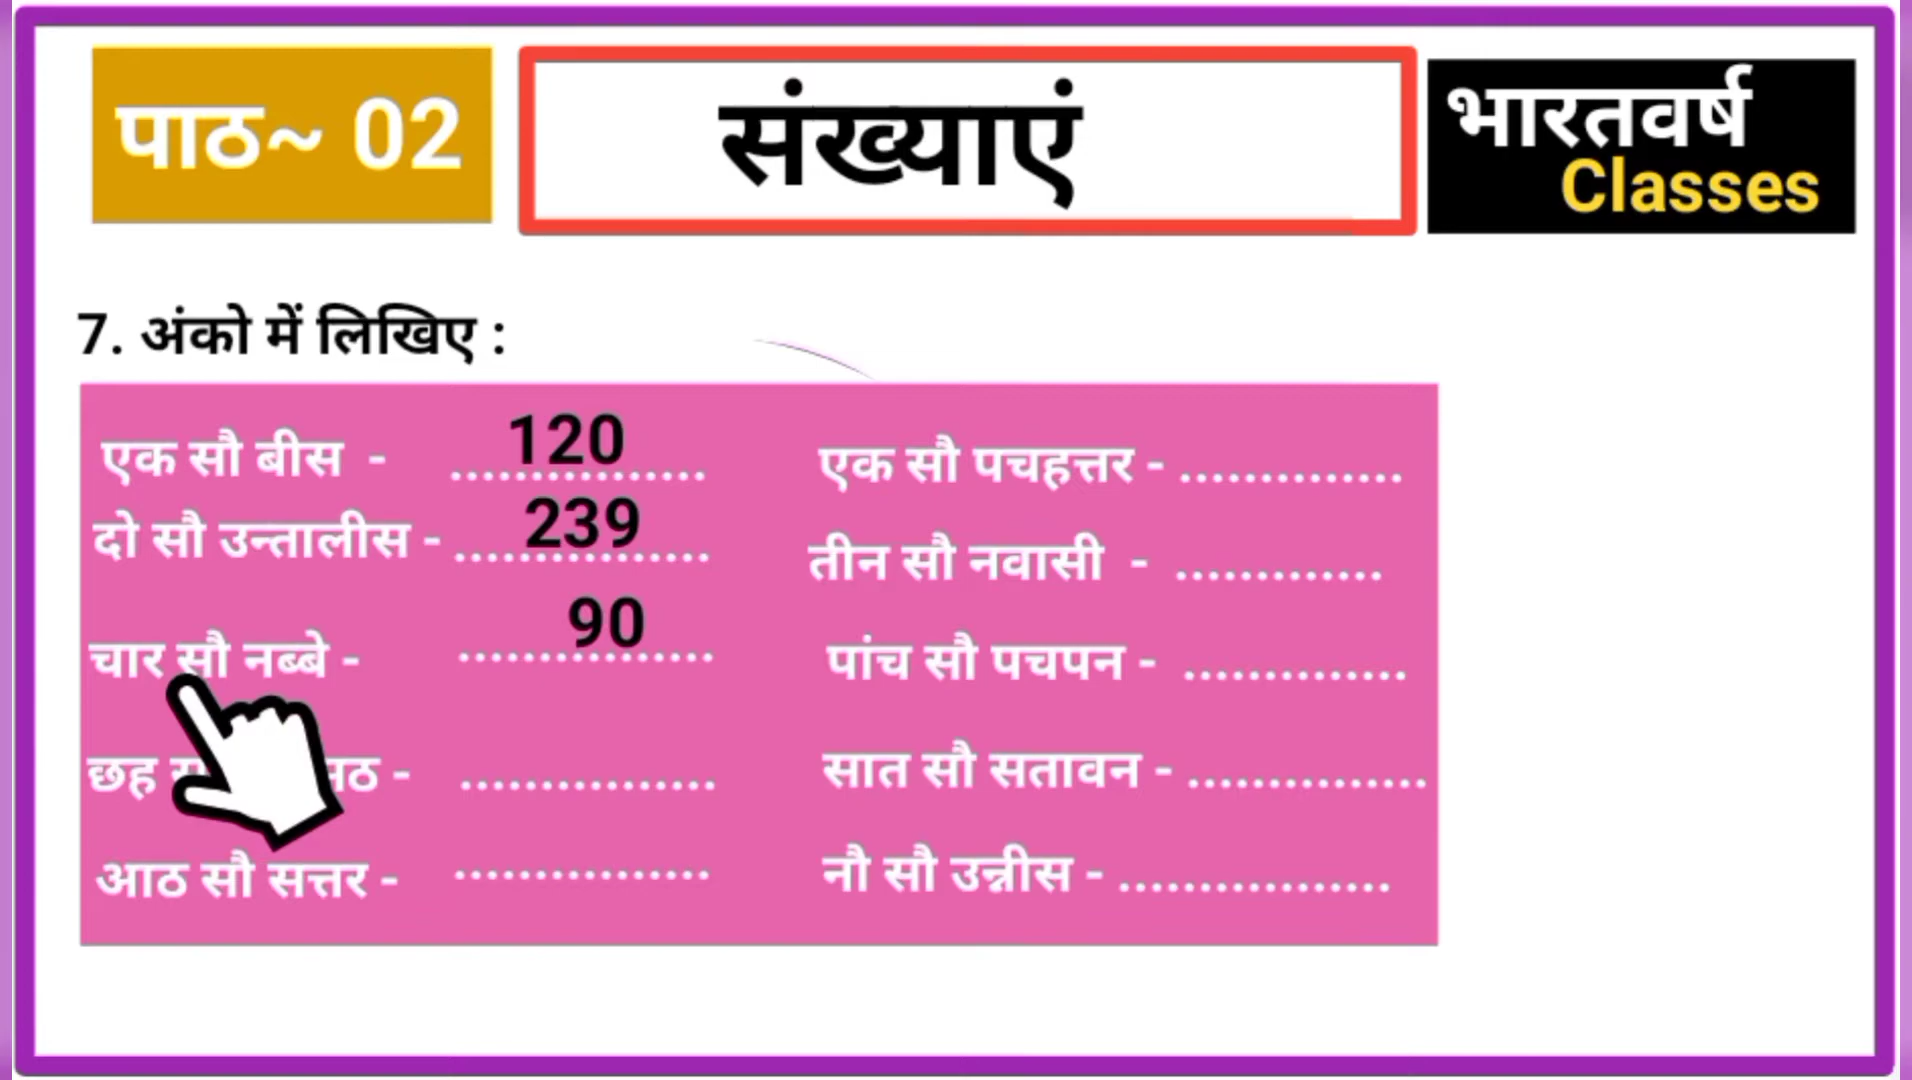 पाठ~ 02
संख्याएं
भारतवर्ष
Classes
7. अंको में लिखिए :
एक सौ बीस - ................ 120
दो सौ उन्तालीस - ................ 239
चार सौ नब्बे - ................ 90
छह - ................
आठ सौ सत्तर - ................
एक सौ पचहत्तर - ..............
तीन सौ नवासी - .............
पांच सौ पचपन - ..............
सात सौ सतावन - ...............
नौ सौ उन्नीस - .................